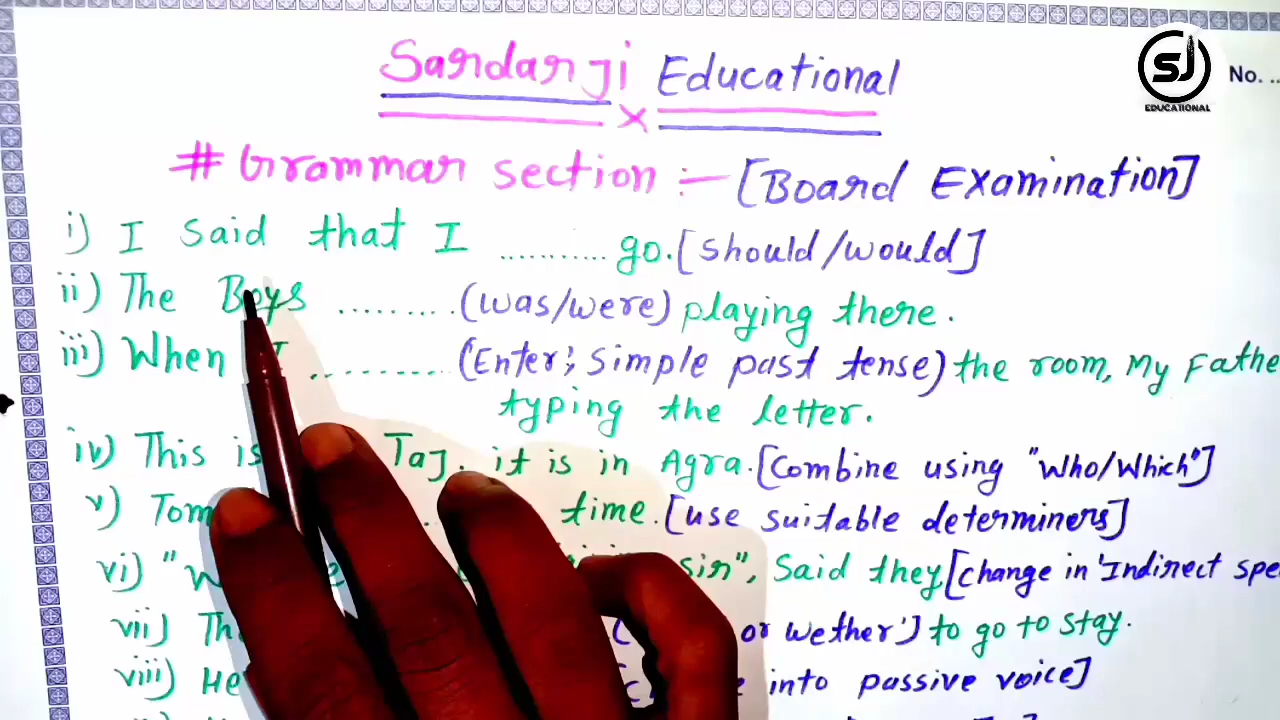 Sardar Ji Educational
SJ
EDUCATIONAL
No. ..
x
# Grammar section :- [Board Examination]
i) I said that I .......... go. [should/would]
ii) The Boys ......... (was/were) playing there.
iii) When I .......... (Enter; simple past tense) the room, My Fathe
typing the letter.
iv) This is Taj. it is in Agra. [Combine using "Who/Which"]
v) Tom time. [use suitable determiners]
vi) " sir", Said they [change in 'Indirect spe
vii) Th or wether'] to go to stay.
viii) He into passive voice]